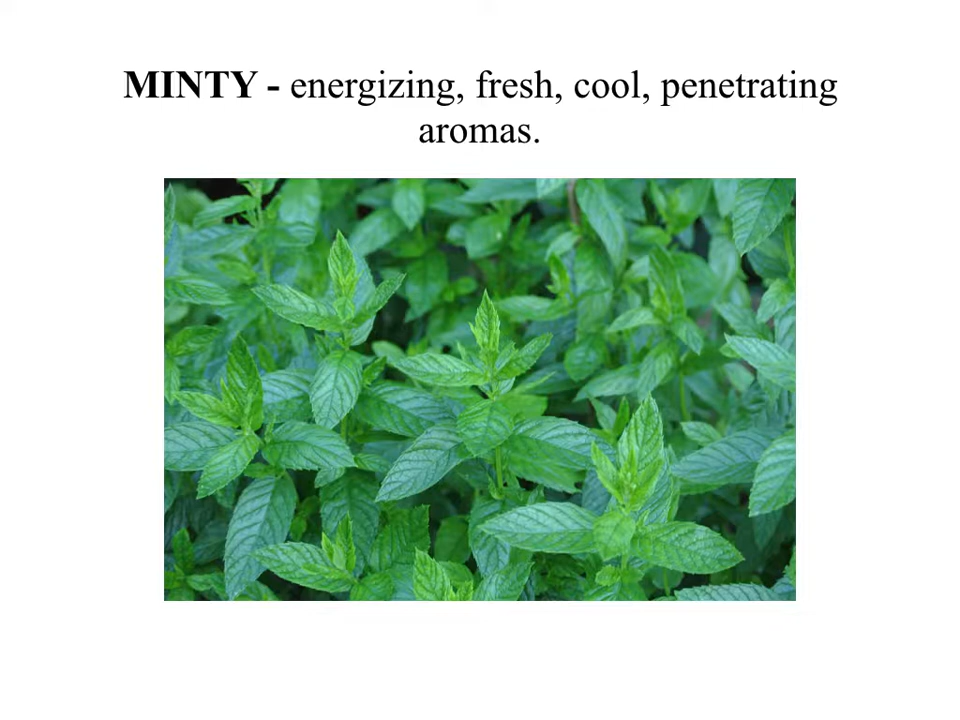 MINTY - energizing, fresh, cool, penetrating
aromas.